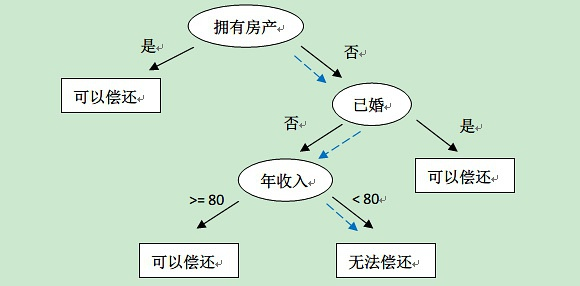 拥有房产
是
否
可以偿还
已婚
否
是
年收入
可以偿还
>= 80
< 80
可以偿还
无法偿还